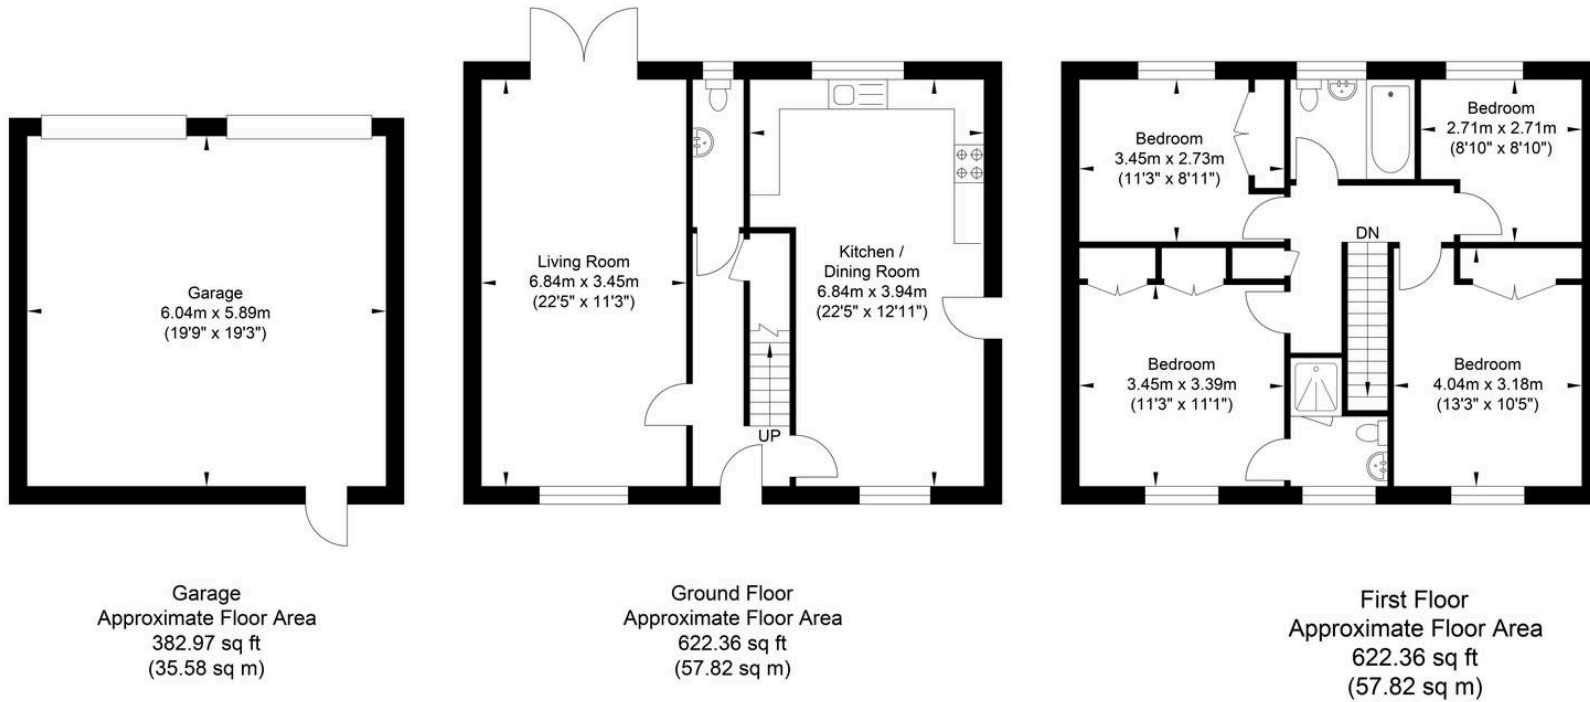 Garage
6.04m x 5.89m
(19'9" x 19'3")
Garage
Approximate Floor Area
382.97 sq ft
(35.58 sq m)
Living Room
6.84m x 3.45m
(22'5" x 11'3")
Kitchen /
Dining Room
6.84m x 3.94m
(22'5" x 12'11")
UP
Ground Floor
Approximate Floor Area
622.36 sq ft
(57.82 sq m)
Bedroom
3.45m x 2.73m
(11'3" x 8'11")
Bedroom
2.71m x 2.71m
(8'10" x 8'10")
DN
Bedroom
3.45m x 3.39m
(11'3" x 11'1")
Bedroom
4.04m x 3.18m
(13'3" x 10'5")
First Floor
Approximate Floor Area
622.36 sq ft
(57.82 sq m)